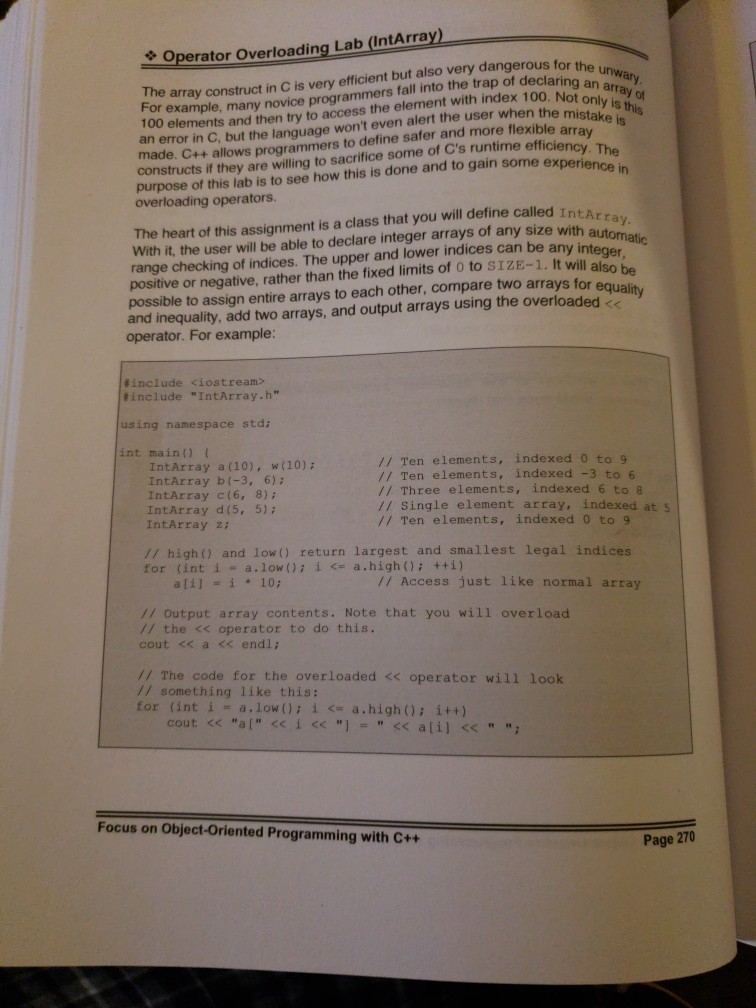 ❖ Operator Overloading Lab (IntArray)
The array construct in C is very efficient but also very dangerous for the unwary.
For example, many novice programmers fall into the trap of declaring an array of
100 elements and then try to access the element with index 100. Not only is this
an error in C, but the language won't even alert the user when the mistake is
made. C++ allows programmers to define safer and more flexible array
constructs if they are willing to sacrifice some of C's runtime efficiency. The
purpose of this lab is to see how this is done and to gain some experience in
overloading operators.
The heart of this assignment is a class that you will define called IntArray.
With it, the user will be able to declare integer arrays of any size with automatic
range checking of indices. The upper and lower indices can be any integer,
positive or negative, rather than the fixed limits of 0 to SIZE-1. It will also be
possible to assign entire arrays to each other, compare two arrays for equality
and inequality, add two arrays, and output arrays using the overloaded <<
operator. For example:
#include <iostream>
#include "IntArray.h"
using namespace std;
int main() {
IntArray a(10), w(10); // Ten elements, indexed 0 to 9
IntArray b(-3, 6); // Ten elements, indexed -3 to 6
IntArray c(6, 8); // Three elements, indexed 6 to 8
IntArray d(5, 5); // Single element array, indexed at 5
IntArray z; // Ten elements, indexed 0 to 9
// high() and low() return largest and smallest legal indices
for (int i = a.low(); i <= a.high(); ++i)
a[i] = i * 10; // Access just like normal array
// Output array contents. Note that you will overload
// the << operator to do this.
cout << a << endl;
// The code for the overloaded << operator will look
// something like this:
for (int i = a.low(); i <= a.high(); i++)
cout << "a[" << i << "] = " << a[i] << " ";
Focus on Object-Oriented Programming with C++ Page 270